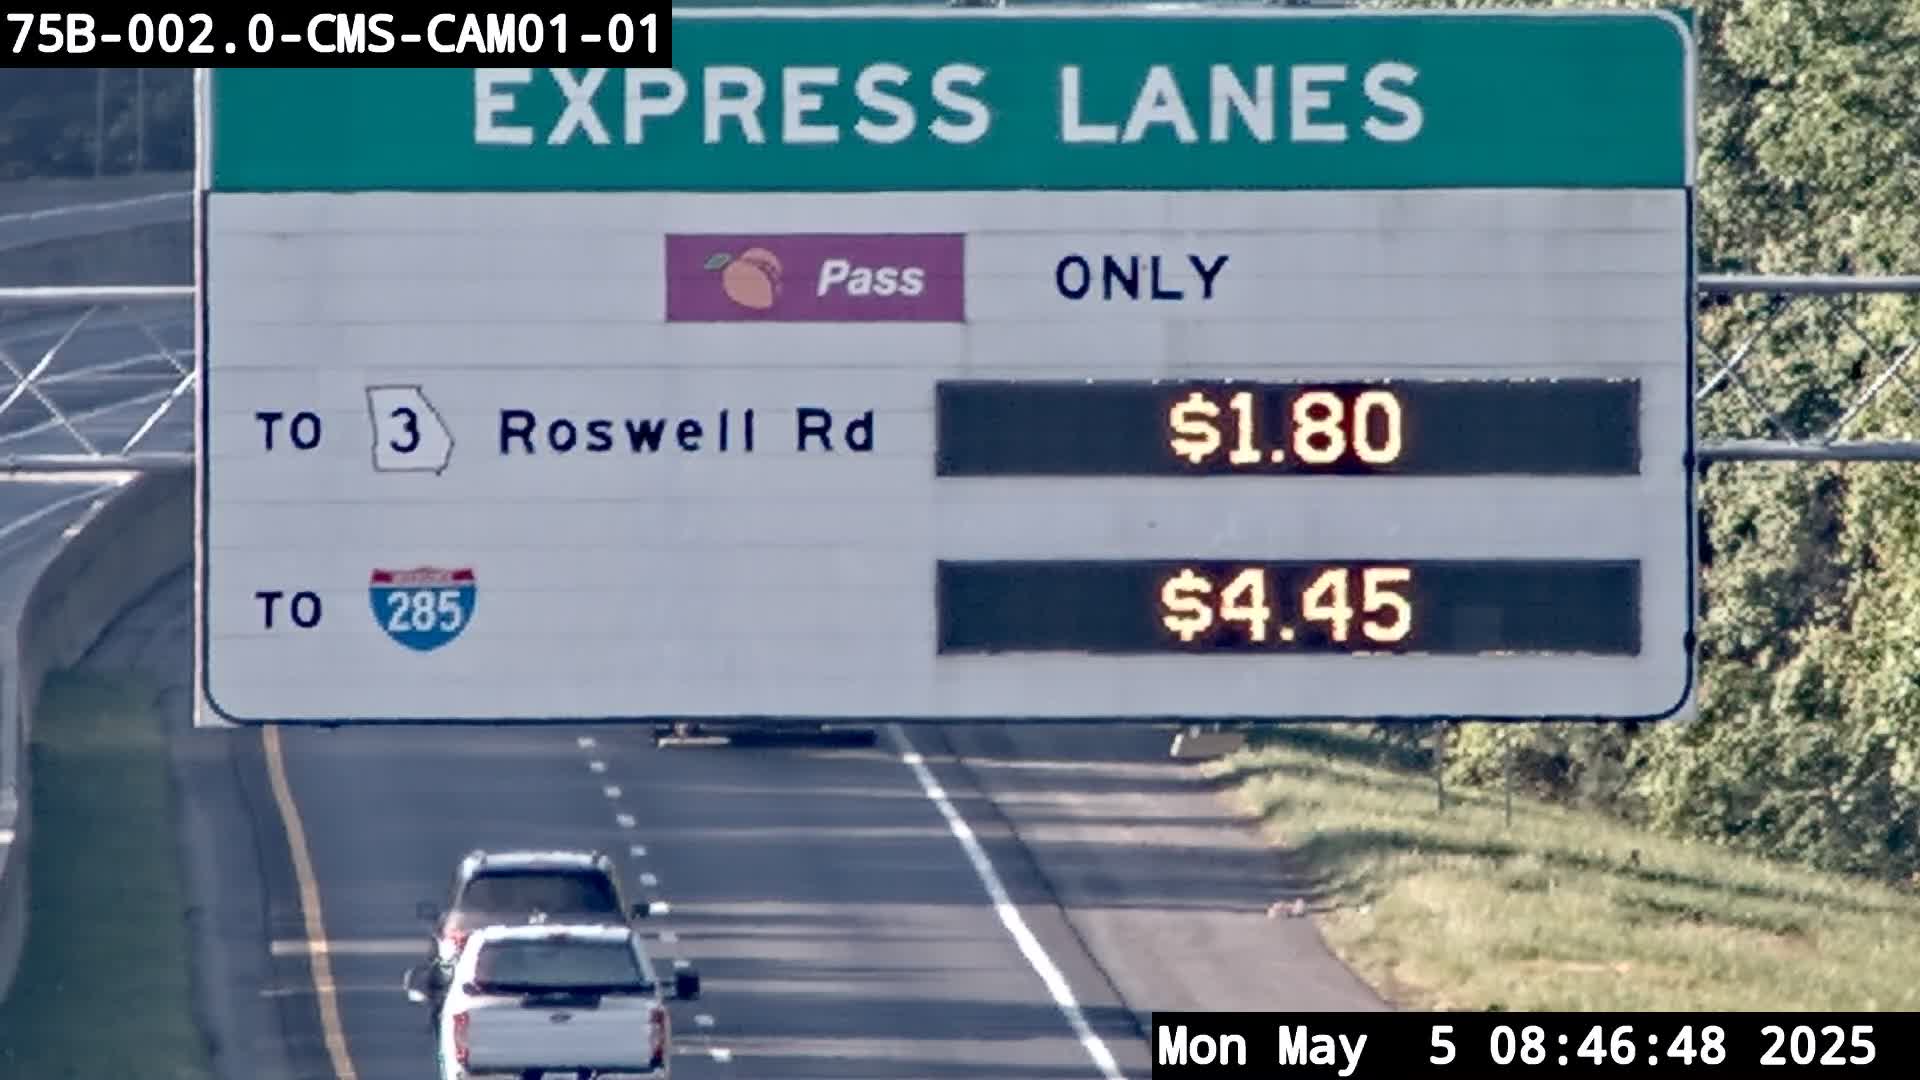 75B-002.0-CMS-CAM01-01
EXPRESS LANES
Pass ONLY
TO 3 Roswell Rd $1.80
TO 285 $4.45
Mon May 5 08:46:48 2025